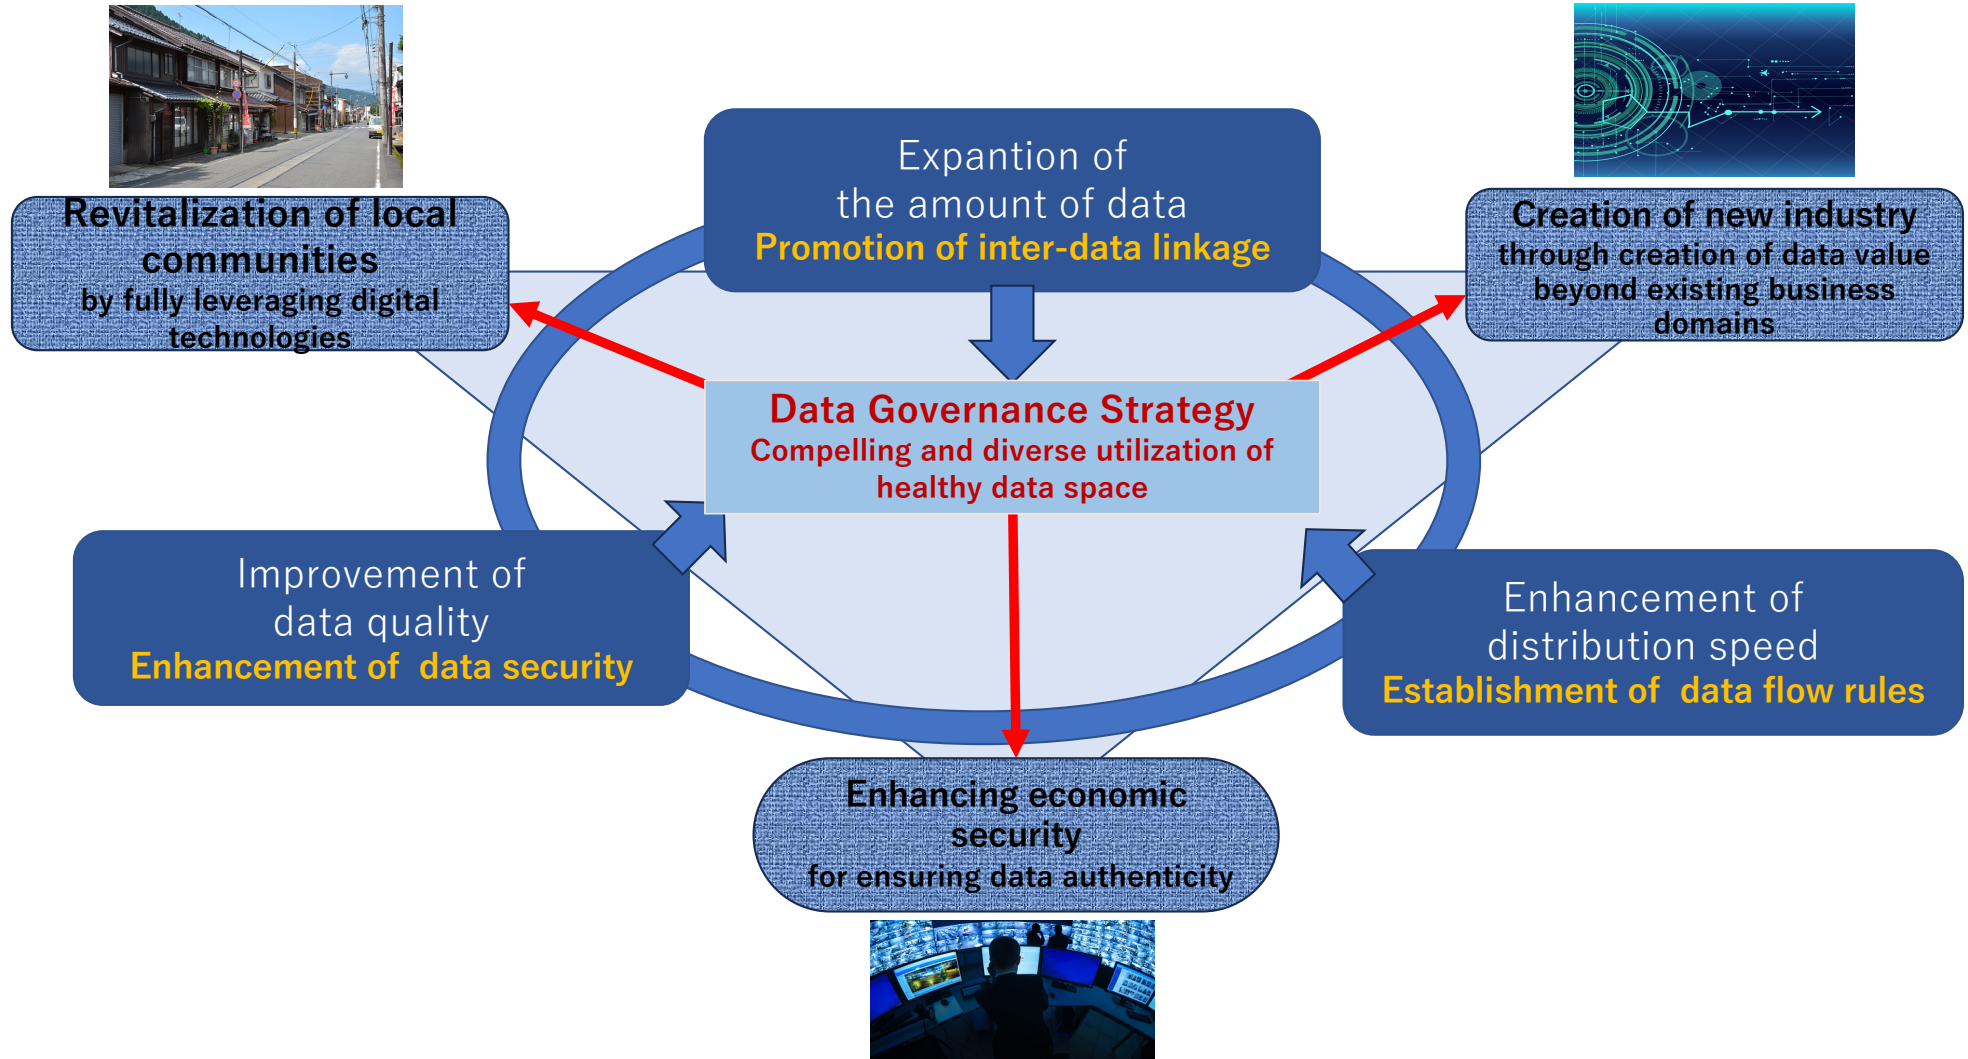 Expantion of
the amount of data
Promotion of inter-data linkage
Revitalization of local
communities
by fully leveraging digital
technologies
Creation of new industry
through creation of data value
beyond existing business
domains
Data Governance Strategy
Compelling and diverse utilization of
healthy data space
Improvement of
data quality
Enhancement of  data security
Enhancement of
distribution speed
Establishment of  data flow rules
Enhancing economic
security
for ensuring data authenticity